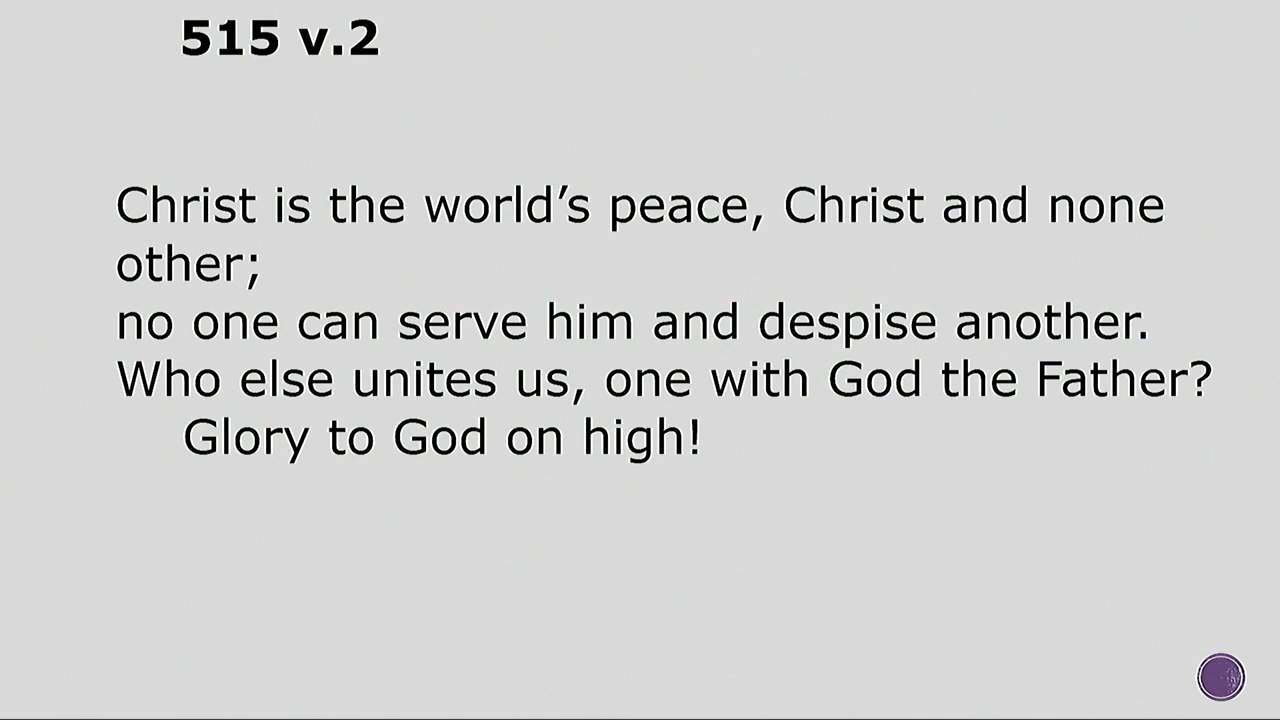 515 v.2
Christ is the world’s peace, Christ and none
other;
no one can serve him and despise another.
Who else unites us, one with God the Father?
Glory to God on high!